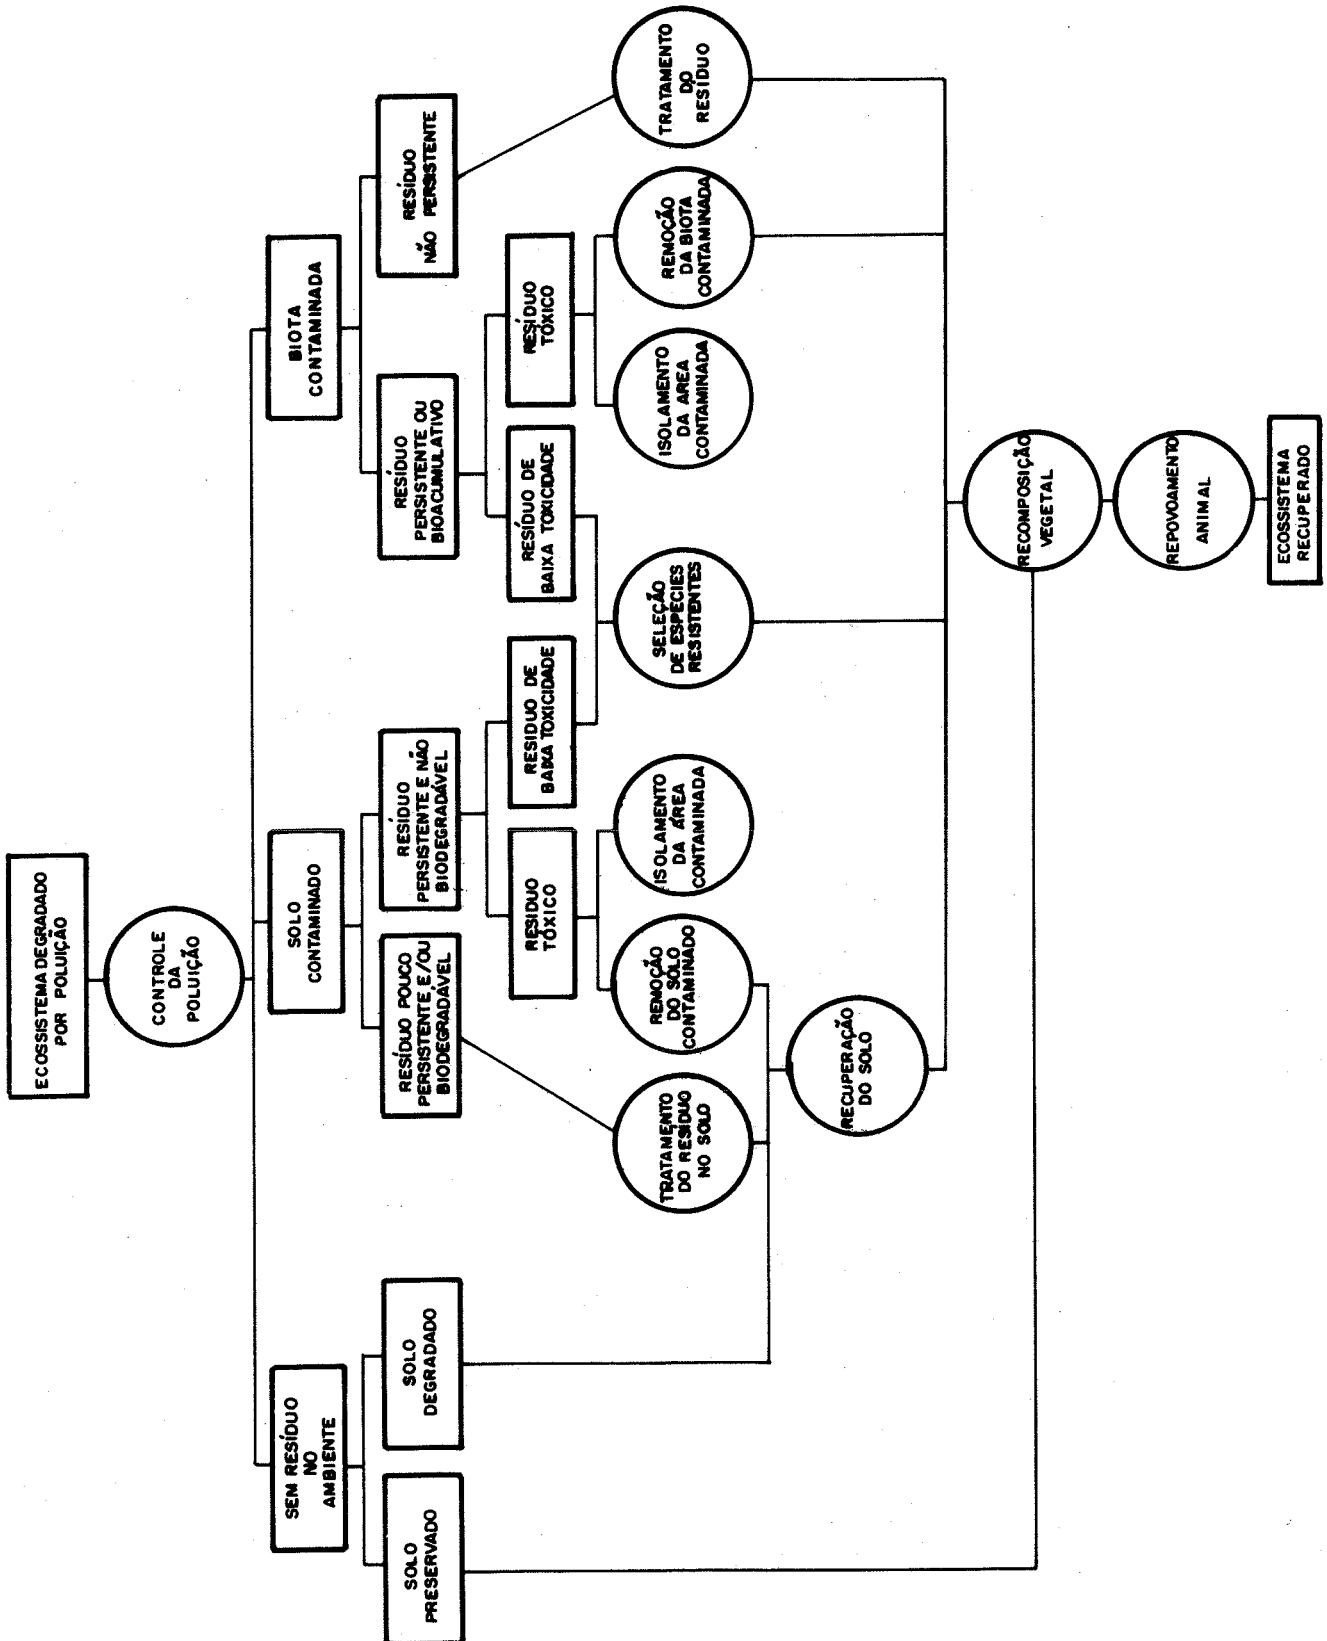 ECOSSISTEMA DEGRADADO
POR POLUIÇÃO
CONTROLE
DA
POLUIÇÃO
SEM RESÍDUO
NO
AMBIENTE
SOLO
CONTAMINADO
BIOTA
CONTAMINADA
SOLO
PRESERVADO
SOLO
DEGRADADO
RESÍDUO POUCO
PERSISTENTE E/OU
BIODEGRADÁVEL
RESÍDUO
PERSISTENTE E NÃO
BIODEGRADÁVEL
RESÍDUO
PERSISTENTE OU
BIOACUMULATIVO
RESÍDUO
NÃO PERSISTENTE
RESÍDUO
TÓXICO
RESÍDUO DE
BAIXA TOXICIDADE
RESÍDUO DE
BAIXA TOXICIDADE
RESÍDUO
TÓXICO
TRATAMENTO
DO RESÍDUO
NO SOLO
REMOÇÃO
DO SOLO
CONTAMINADO
ISOLAMENTO
DA ÁREA
CONTAMINADA
SELEÇÃO
DE ESPÉCIES
RESISTENTES
ISOLAMENTO
DA ÁREA
CONTAMINADA
REMOÇÃO
DA BIOTA
CONTAMINADA
TRATAMENTO
DO
RESÍDUO
RECUPERAÇÃO
DO SOLO
RECOMPOSIÇÃO
VEGETAL
REPOVOAMENTO
ANIMAL
ECOSSISTEMA
RECUPERADO